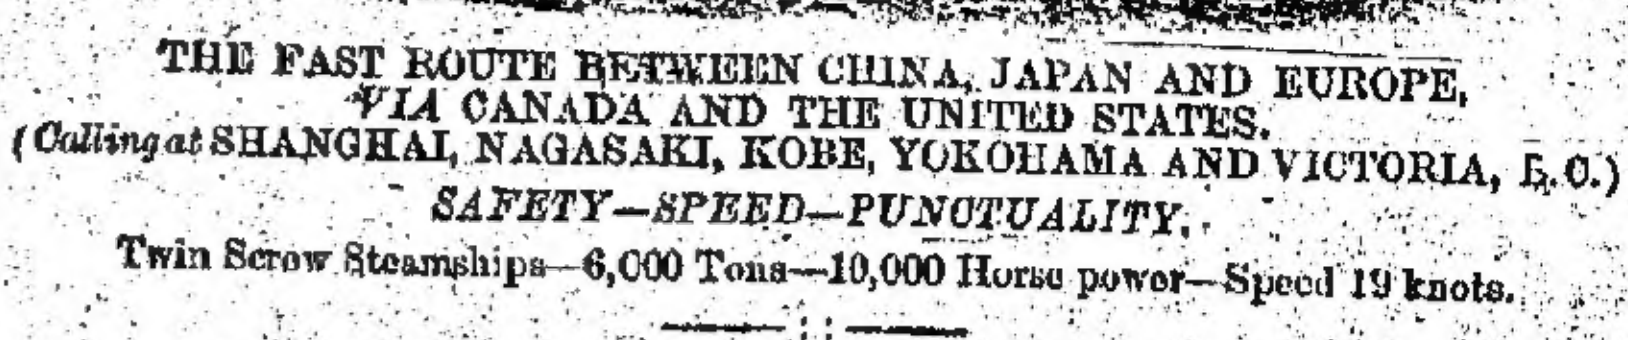 THE FAST ROUTE BETWEEN CHINA, JAPAN AND EUROPE,
VIA CANADA AND THE UNITED STATES.
(Calling at SHANGHAI, NAGASAKI, KOBE, YOKOHAMA AND VICTORIA, B.C.)
SAFETY—SPEED—PUNCTUALITY.
Twin Screw Steamships—6,000 Tons—10,000 Horse power—Speed 19 knots.